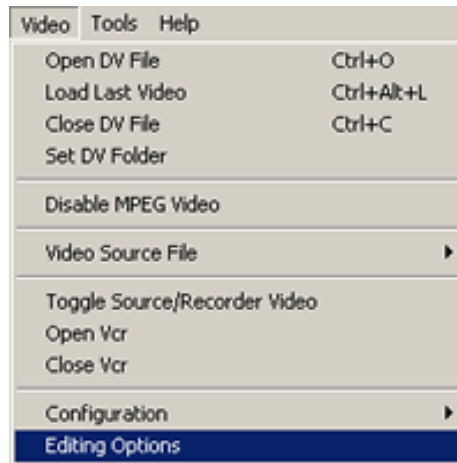 Video Tools Help
Open DV File Ctrl+O
Load Last Video Ctrl+Alt+L
Close DV File Ctrl+C
Set DV Folder
Disable MPEG Video
Video Source File
Toggle Source/Recorder Video
Open Vcr
Close Vcr
Configuration
Editing Options